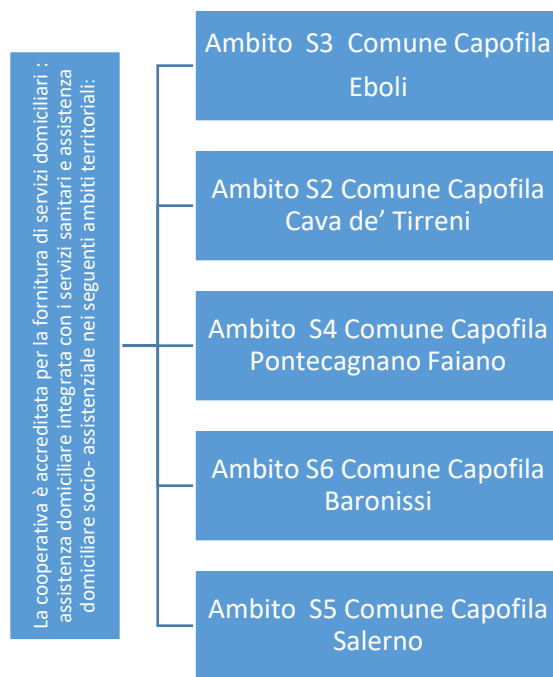 La cooperativa è accreditata per la fornitura di servizi domiciliari :
assistenza domiciliare integrata con i servizi sanitari e assistenza
domiciliare socio- assistenziale nei seguenti ambiti territoriali:
Ambito S3 Comune Capofila
Eboli
Ambito S2 Comune Capofila
Cava de’ Tirreni
Ambito S4 Comune Capofila
Pontecagnano Faiano
Ambito S6 Comune Capofila
Baronissi
Ambito S5 Comune Capofila
Salerno